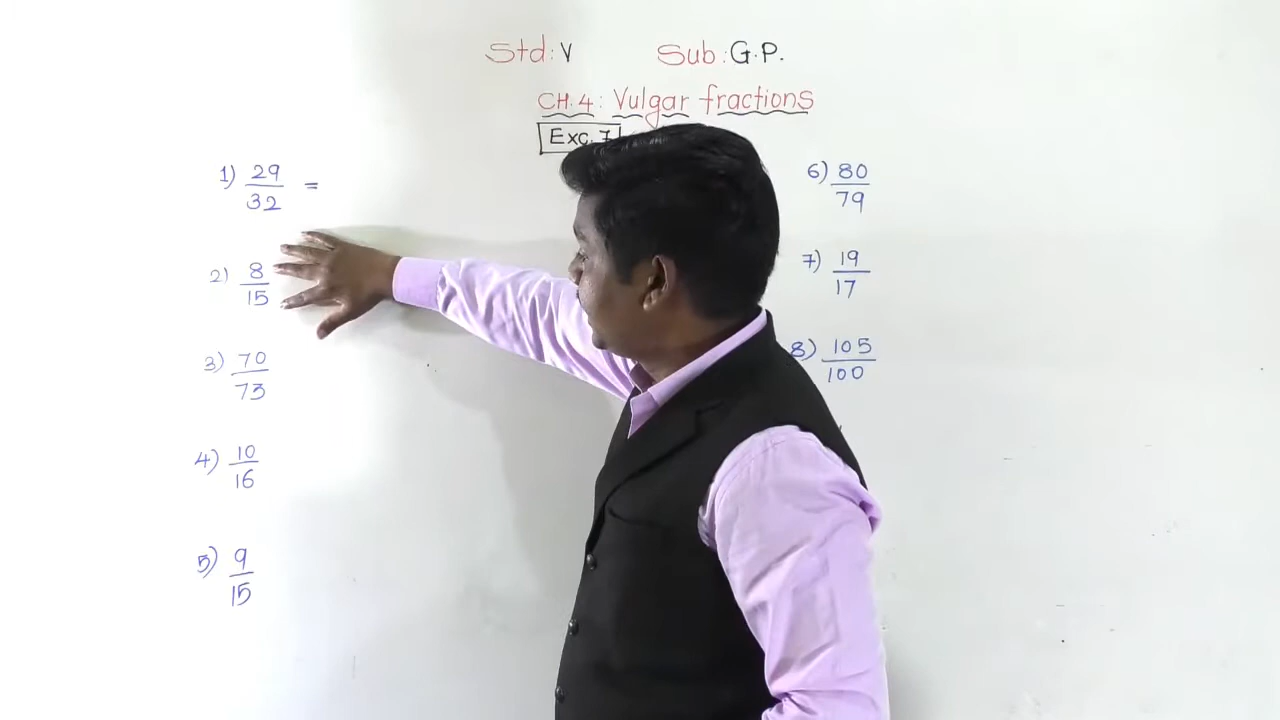 Std: V Sub: G.P.
CH. 4: Vulgar fractions
Exc. 7
1) 29/32 =
2) 8/15
3) 70/73
4) 10/16
5) 9/15
6) 80/79
7) 19/17
8) 105/100